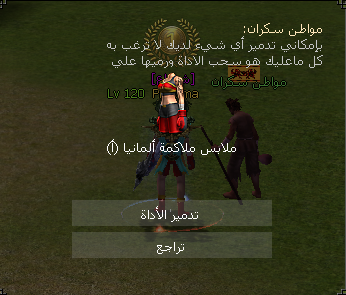 مواطن سكران:
بإمكاني تدمير أي شيء لديك لا ترغب به
كل ماعليك هو سحب الأداة ورميها علي
مواطن سكران
Lv 120
ملابس ملاكمة ألمانيا (أ)
تدمير الأداة
تراجع